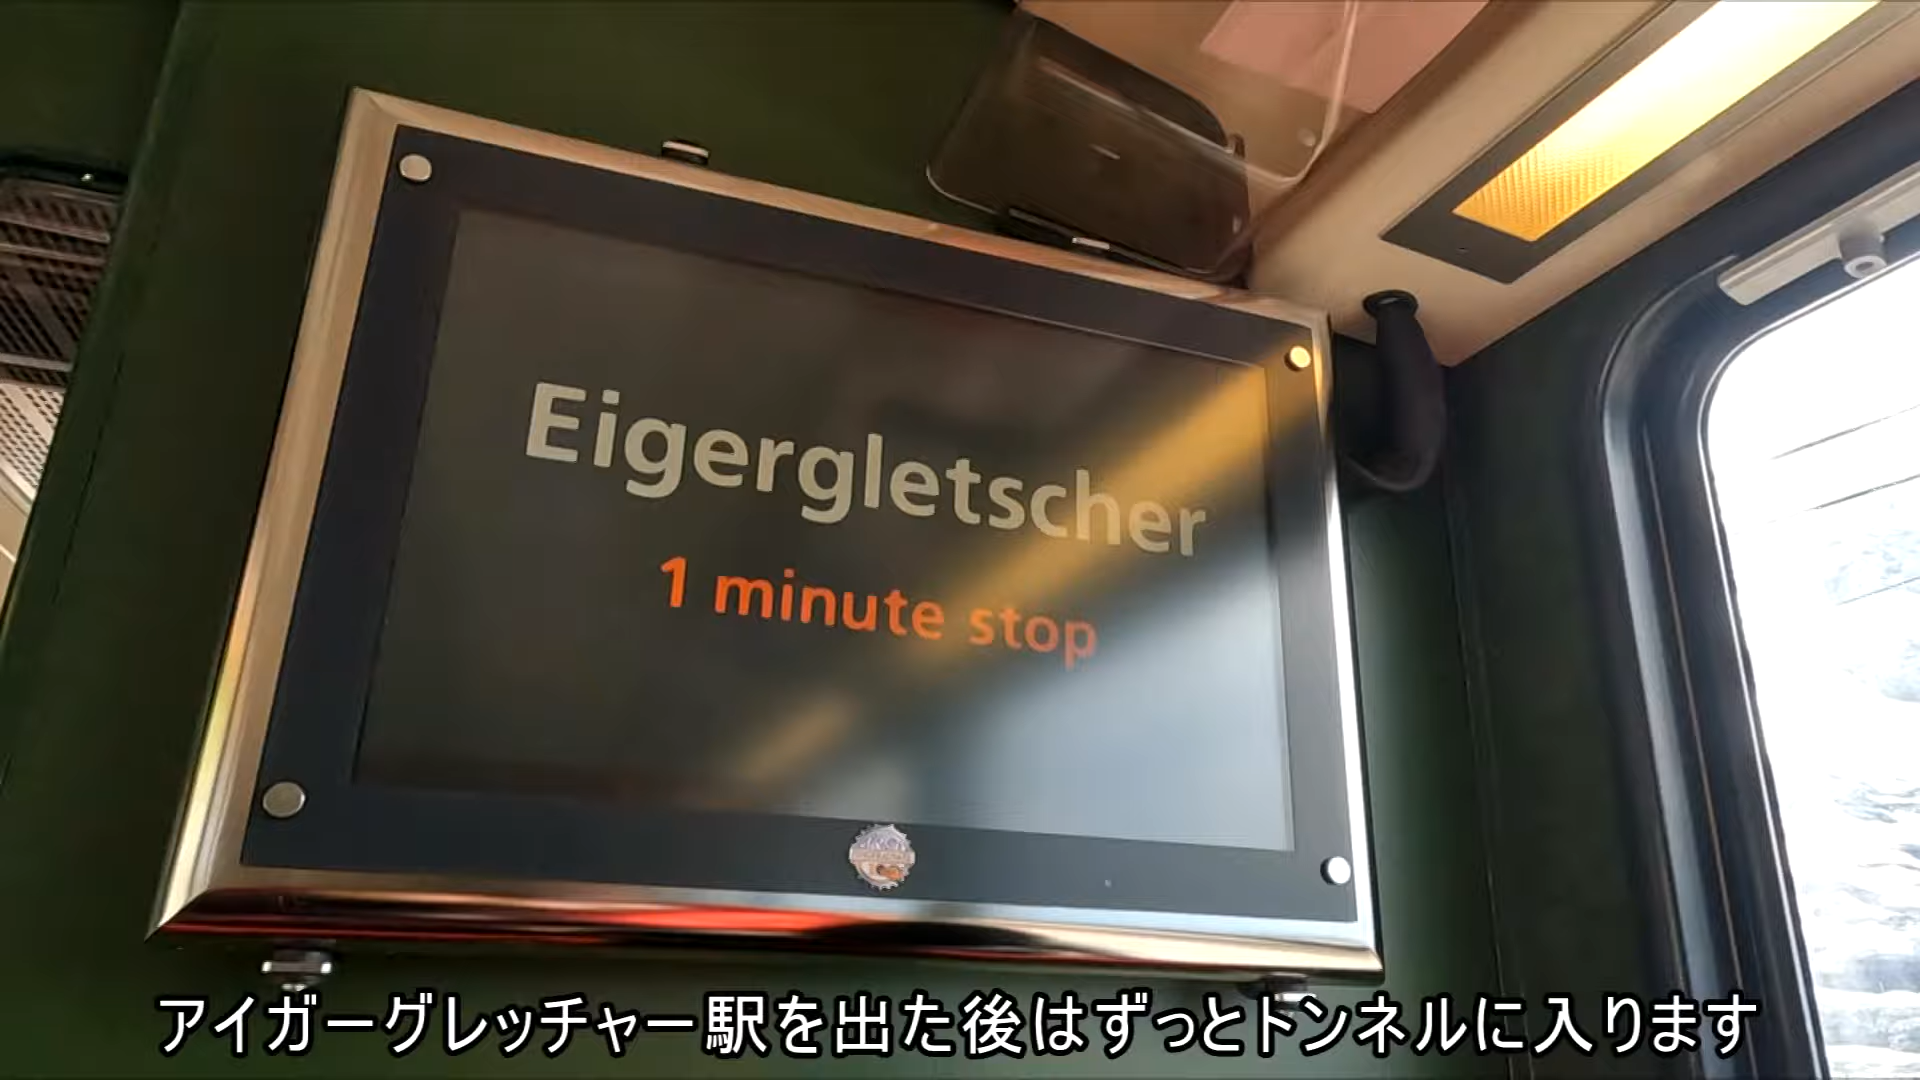 Eigergletscher
1 minute stop
アイガーグレッチャー駅を出た後はずっとトンネルに入ります